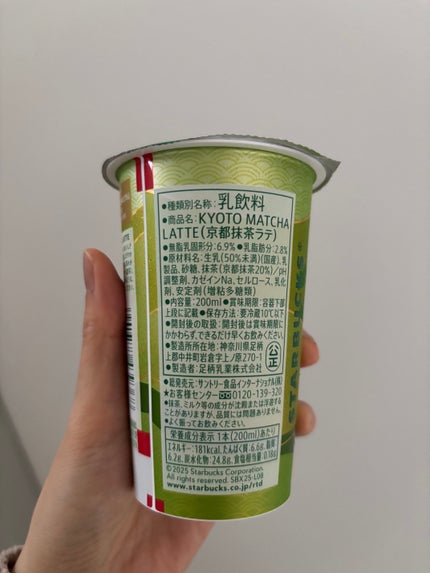 ●種類別名称：乳飲料
●商品名：KYOTO MATCHA
LATTE(京都抹茶ラテ)
●無脂乳固形分：6.9% ●乳脂肪分：2.8%
●原材料名：生乳(50%未満)(国産)、乳
製品、砂糖、抹茶(京都抹茶20%)/pH
調整剤、カゼインNa、セルロース、乳化
剤、安定剤(増粘多糖類)
●内容量：200ml ●賞味期限：容器下部
上段に記載 ●保存方法：要冷蔵10℃以下
●開封後の取扱：開封後は賞味期限に
かかわらず、できるだけ早くお飲みください。
●製造所所在地：神奈川県足柄
上郡中井町岩倉字上ノ原270-1
●製造者：足柄乳業株式会社
公正
●総発売元：サントリー食品インターナショナル(株)
★お客様センター 0120-139-320
●抹茶、ミルク等の成分が沈殿または浮遊する
ことがありますが、品質には問題ありません。
●よく振ってお飲みください。
栄養成分表示 1本(200ml)あたり
エネルギー：181kcal、たんぱく質：6.6g、脂質：
6.2g、炭水化物：24.8g、食塩相当量：0.18g
©2025 Starbucks Corporation.
All rights reserved. SBX25-L08
www.starbucks.co.jp/rtd
STARBUCKS